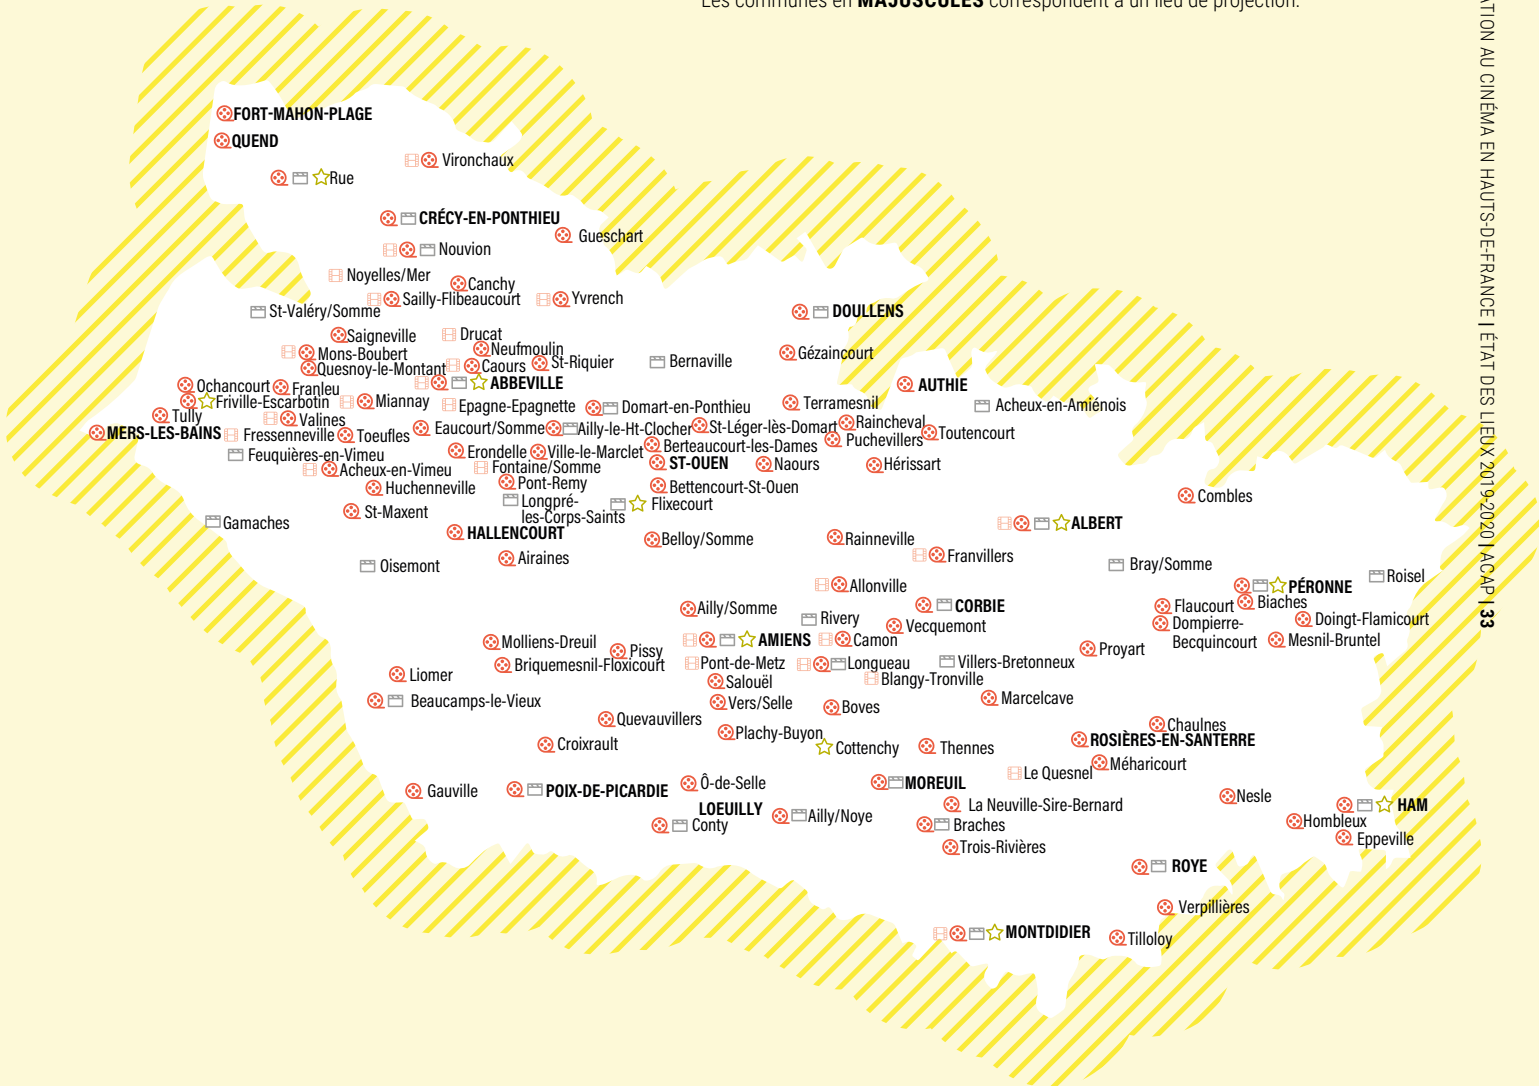 Les communes en MAJUSCULES correspondent à un lieu de projection.
FORT-MAHON-PLAGE
QUEND
Vironchaux
Rue
CRÉCY-EN-PONTHIEU
Gueschart
Nouvion
Noyelles/Mer
Canchy
Sailly-Flibeaucourt
Yvrench
St-Valéry/Somme
DOULLENS
Saigneville
Drucat
Neufmoulin
Mons-Boubert
Gézaincourt
Quesnoy-le-Montant
Caours
St-Riquier
Bernaville
Ochancourt
Franleu
ABBEVILLE
AUTHIE
Friville-Escarbotin
Miannay
Epagne-Epagnette
Domart-en-Ponthieu
Terramesnil
Acheux-en-Amiénois
Tully
Valines
Eaucourt/Somme
Ailly-le-Ht-Clocher
St-Léger-lès-Domart
Raincheval
MERS-LES-BAINS
Fressenneville
Toeufles
Puchevillers
Toutencourt
Feuquières-en-Vimeu
Erondelle
Ville-le-Marclet
Berteaucourt-les-Dames
Acheux-en-Vimeu
Fontaine/Somme
ST-OUEN
Naours
Hérissart
Huchenneville
Pont-Remy
Bettencourt-St-Ouen
Combles
St-Maxent
Longpré-
les-Corps-Saints
Flixecourt
Gamaches
HALLENCOURT
Belloy/Somme
Rainneville
ALBERT
Oisemont
Airaines
Franvillers
Bray/Somme
Roisel
Allonville
PÉRONNE
Ailly/Somme
Rivery
CORBIE
Flaucourt
Biaches
Vecquemont
Dompierre-
Becquincourt
Doingt-Flamicourt
Molliens-Dreuil
Pissy
AMIENS
Camon
Proyart
Mesnil-Bruntel
Briquemesnil-Floxicourt
Pont-de-Metz
Longueau
Villers-Bretonneux
Liomer
Salouël
Blangy-Tronville
Beaucamps-le-Vieux
Vers/Selle
Boves
Marcelcave
Quevauvillers
Plachy-Buyon
Chaulnes
Croixrault
Cottenchy
Thennes
ROSIÈRES-EN-SANTERRE
Le Quesnel
Méharicourt
Gauville
POIX-DE-PICARDIE
Ô-de-Selle
MOREUIL
Nesle
LOEUILLY
La Neuville-Sire-Bernard
HAM
Conty
Ailly/Noye
Braches
Hombleux
Trois-Rivières
Eppeville
ROYE
Verpillières
MONTDIDIER
Tilloloy
AU CINÉMA EN HAUTS-DE-FRANCE | ÉTAT DES LIEUX 2019-2020 | ACAP | 33